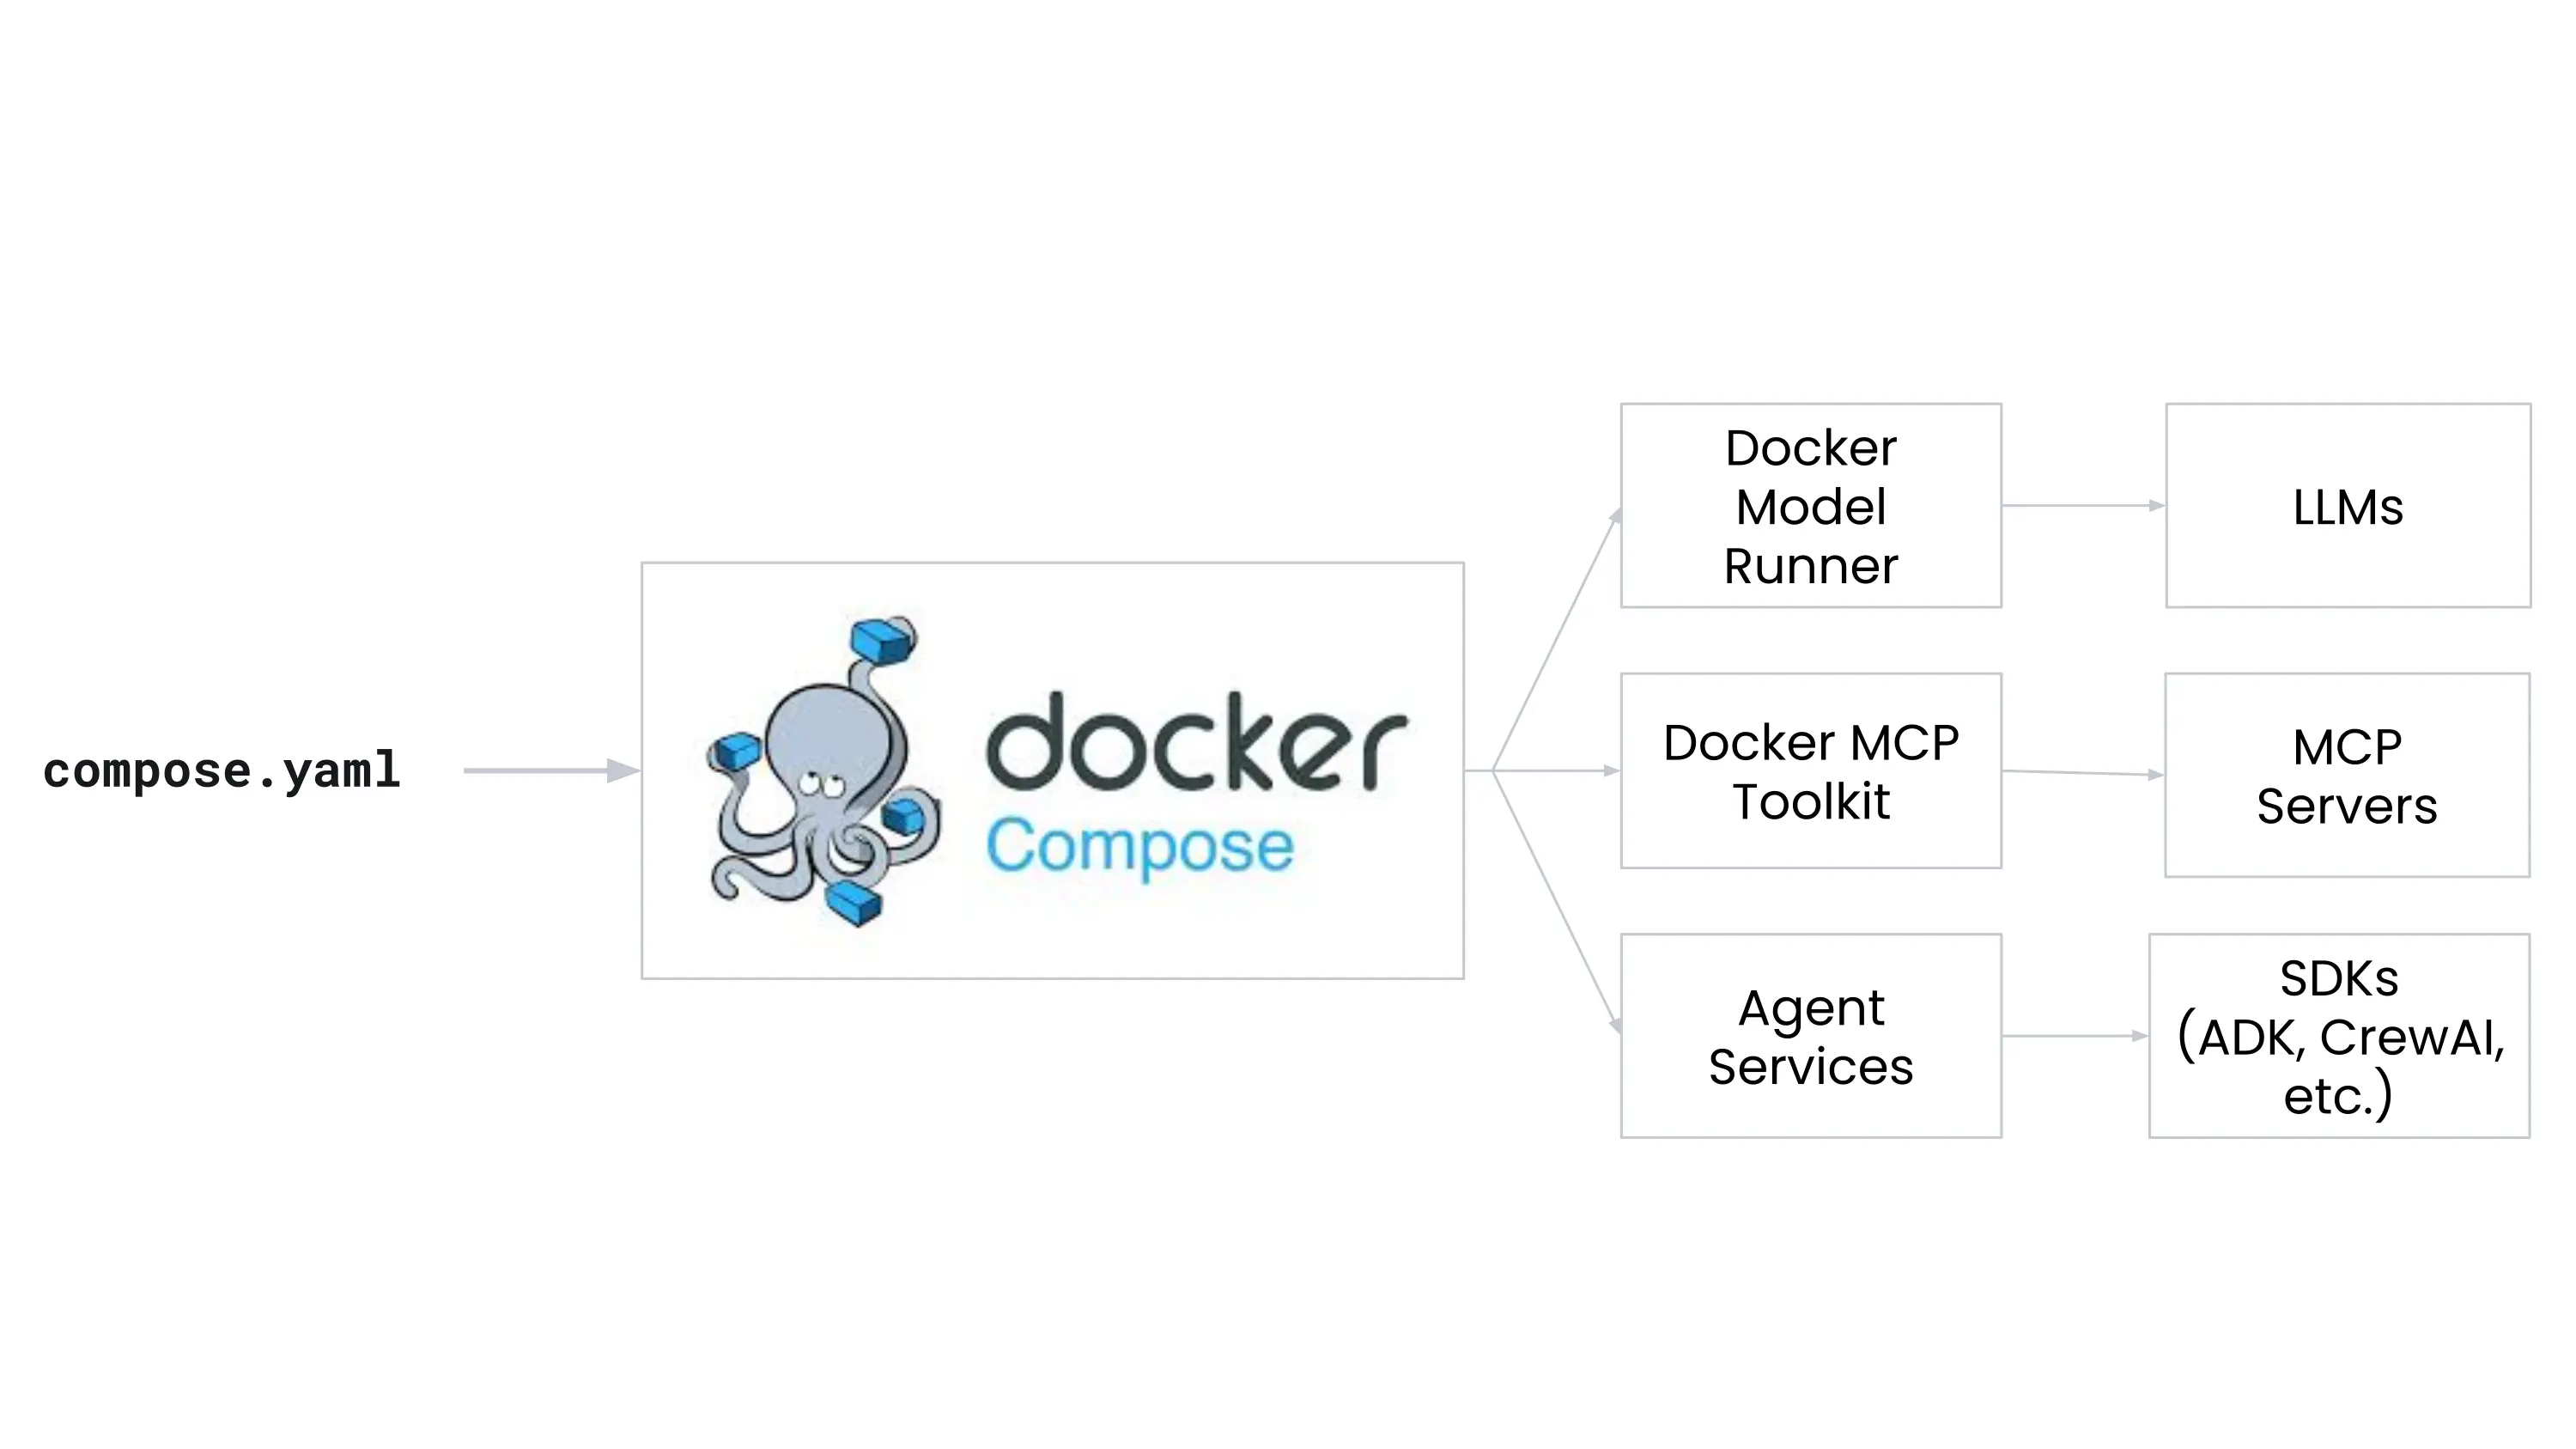 compose.yaml
docker
Compose
Docker
Model
Runner
LLMs
Docker MCP
Toolkit
MCP
Servers
Agent
Services
SDKs
(ADK, CrewAI,
etc.)